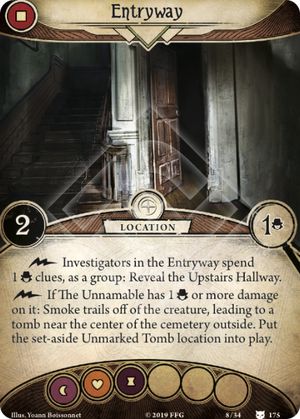 Entryway
2
LOCATION
1
Investigators in the Entryway spend
1 clues, as a group: Reveal the Upstairs Hallway.
If The Unnamable has 1 or more damage
on it: Smoke trails off of the creature, leading to a
tomb near the center of the cemetery outside. Put
the set-aside Unmarked Tomb location into play.
Illus. Yoann Boissonnet © 2019 FFG 8/34 175